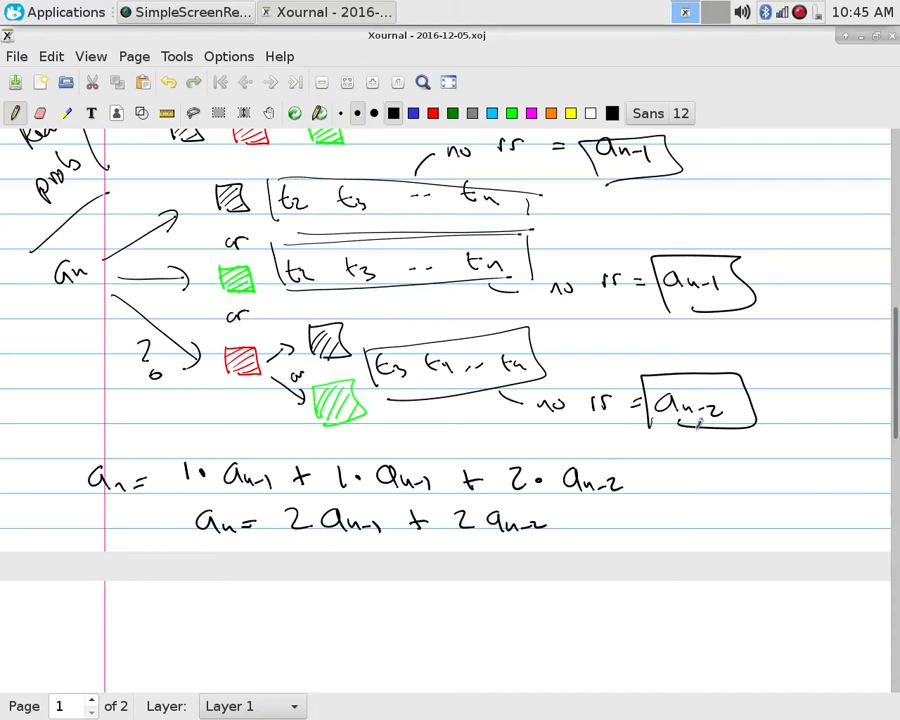 Applications SimpleScreenRe... Xournal - 2016-... 10:45 AM
Xournal - 2016-12-05.xoj
File Edit View Page Tools Options Help
Sans 12
probs
no rr = an-1
t2 t3 -- tn
or
an
t2 t3 -- tn
no rr = an-1
or
?
or
t3 t4 ... tn
no rr = an-2
an = 1· an-1 + 1· an-1 + 2· an-2
an = 2 an-1 + 2 an-2
Page 1 of 2 Layer: Layer 1